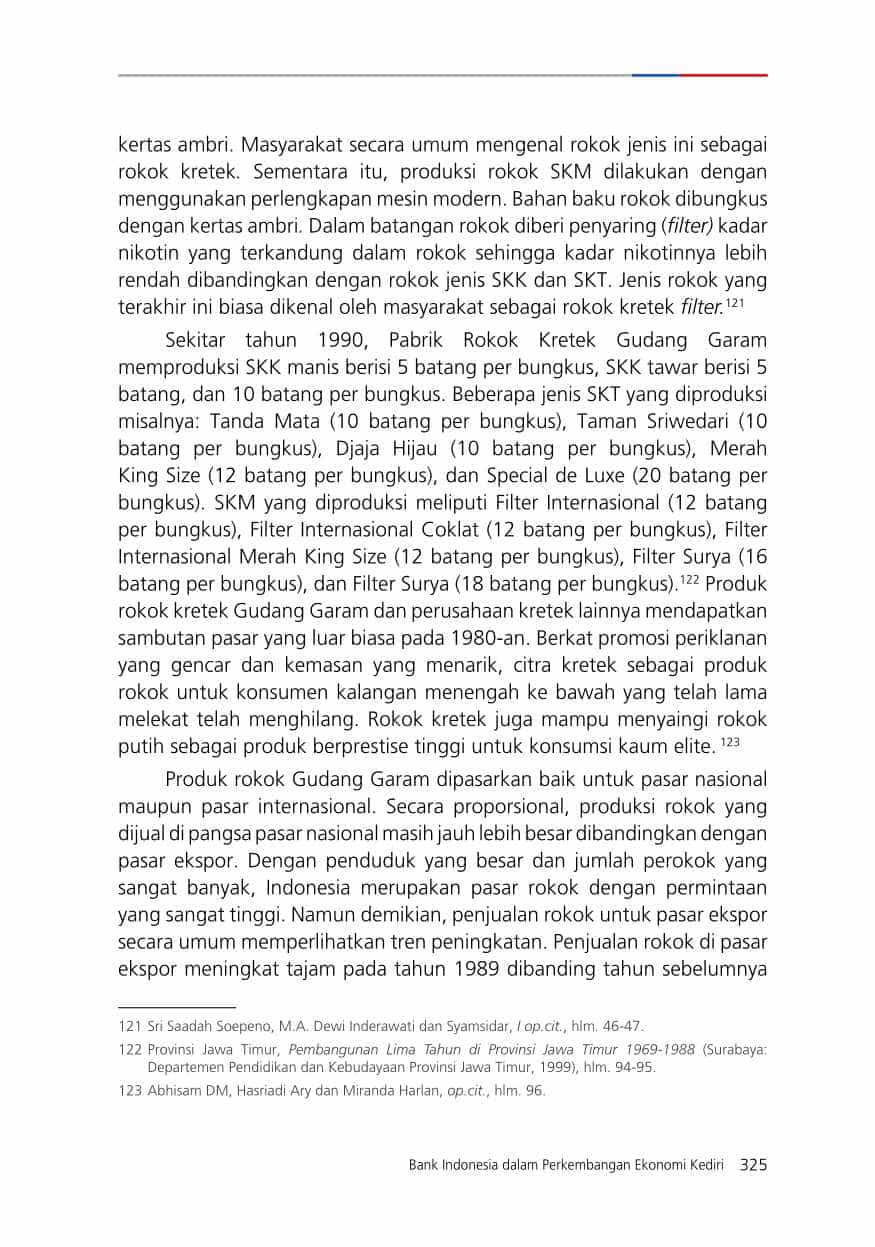 kertas ambri. Masyarakat secara umum mengenal rokok jenis ini sebagai
rokok kretek. Sementara itu, produksi rokok SKM dilakukan dengan
menggunakan perlengkapan mesin modern. Bahan baku rokok dibungkus
dengan kertas ambri. Dalam batangan rokok diberi penyaring (filter) kadar
nikotin yang terkandung dalam rokok sehingga kadar nikotinnya lebih
rendah dibandingkan dengan rokok jenis SKK dan SKT. Jenis rokok yang
terakhir ini biasa dikenal oleh masyarakat sebagai rokok kretek filter.121
Sekitar tahun 1990, Pabrik Rokok Kretek Gudang Garam
memproduksi SKK manis berisi 5 batang per bungkus, SKK tawar berisi 5
batang, dan 10 batang per bungkus. Beberapa jenis SKT yang diproduksi
misalnya: Tanda Mata (10 batang per bungkus), Taman Sriwedari (10
batang per bungkus), Djaja Hijau (10 batang per bungkus), Merah
King Size (12 batang per bungkus), dan Special de Luxe (20 batang per
bungkus). SKM yang diproduksi meliputi Filter Internasional (12 batang
per bungkus), Filter Internasional Coklat (12 batang per bungkus), Filter
Internasional Merah King Size (12 batang per bungkus), Filter Surya (16
batang per bungkus), dan Filter Surya (18 batang per bungkus).122 Produk
rokok kretek Gudang Garam dan perusahaan kretek lainnya mendapatkan
sambutan pasar yang luar biasa pada 1980-an. Berkat promosi periklanan
yang gencar dan kemasan yang menarik, citra kretek sebagai produk
rokok untuk konsumen kalangan menengah ke bawah yang telah lama
melekat telah menghilang. Rokok kretek juga mampu menyaingi rokok
putih sebagai produk berprestise tinggi untuk konsumsi kaum elite. 123
Produk rokok Gudang Garam dipasarkan baik untuk pasar nasional
maupun pasar internasional. Secara proporsional, produksi rokok yang
dijual di pangsa pasar nasional masih jauh lebih besar dibandingkan dengan
pasar ekspor. Dengan penduduk yang besar dan jumlah perokok yang
sangat banyak, Indonesia merupakan pasar rokok dengan permintaan
yang sangat tinggi. Namun demikian, penjualan rokok untuk pasar ekspor
secara umum memperlihatkan tren peningkatan. Penjualan rokok di pasar
ekspor meningkat tajam pada tahun 1989 dibanding tahun sebelumnya
121 Sri Saadah Soepeno, M.A. Dewi Inderawati dan Syamsidar, I op.cit., hlm. 46-47.
122 Provinsi Jawa Timur, Pembangunan Lima Tahun di Provinsi Jawa Timur 1969-1988 (Surabaya:
Departemen Pendidikan dan Kebudayaan Provinsi Jawa Timur, 1999), hlm. 94-95.
123 Abhisam DM, Hasriadi Ary dan Miranda Harlan, op.cit., hlm. 96.
Bank Indonesia dalam Perkembangan Ekonomi Kediri 325